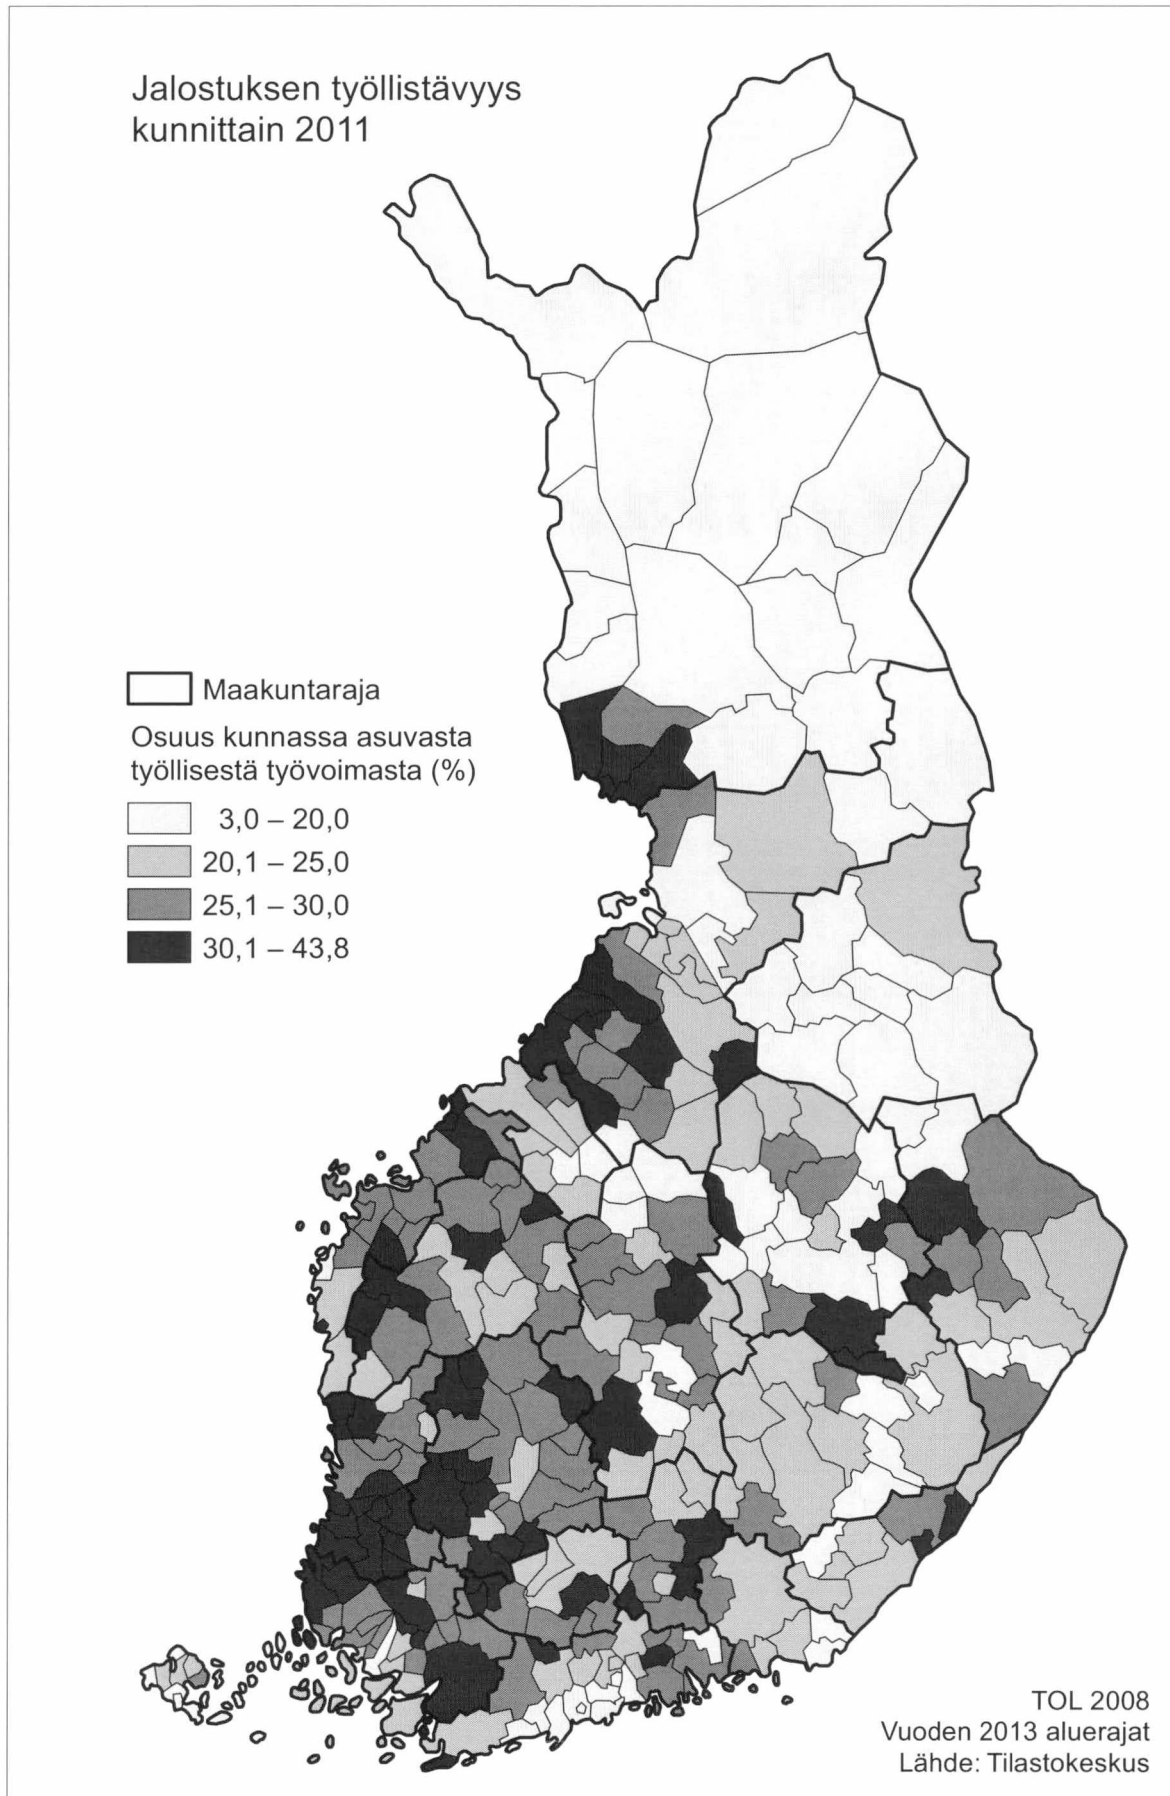 Jalostuksen työllistävyys
kunnittain 2011
Maakuntaraja
Osuus kunnassa asuvasta
työllisestä työvoimasta (%)
3,0 – 20,0
20,1 – 25,0
25,1 – 30,0
30,1 – 43,8
TOL 2008
Vuoden 2013 aluerajat
Lähde: Tilastokeskus